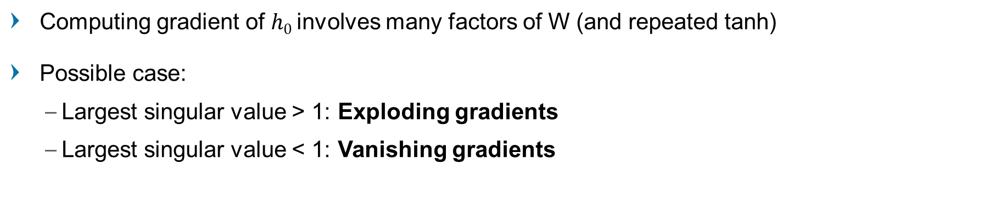 Computing gradient of h₀ involves many factors of W (and repeated tanh)
Possible case:
– Largest singular value > 1: Exploding gradients
– Largest singular value < 1: Vanishing gradients